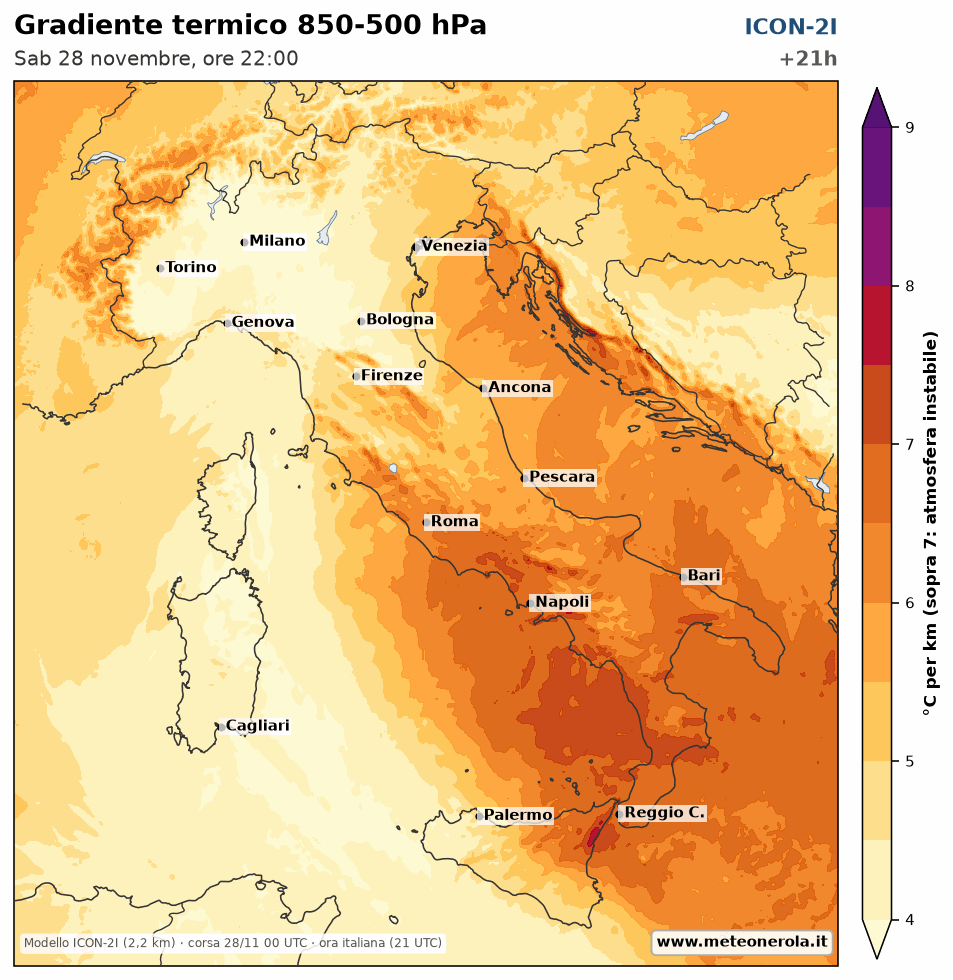 Gradiente termico 850-500 hPa
ICON-2I
Sab 28 novembre, ore 22:00
+21h
Milano
Venezia
Torino
Genova
Bologna
Firenze
Ancona
Pescara
Roma
Bari
Napoli
Cagliari
Palermo
Reggio C.
9
8
7
6
5
4
°C per km (sopra 7: atmosfera instabile)
Modello ICON-2I (2,2 km) · corsa 28/11 00 UTC · ora italiana (21 UTC)
www.meteonerola.it